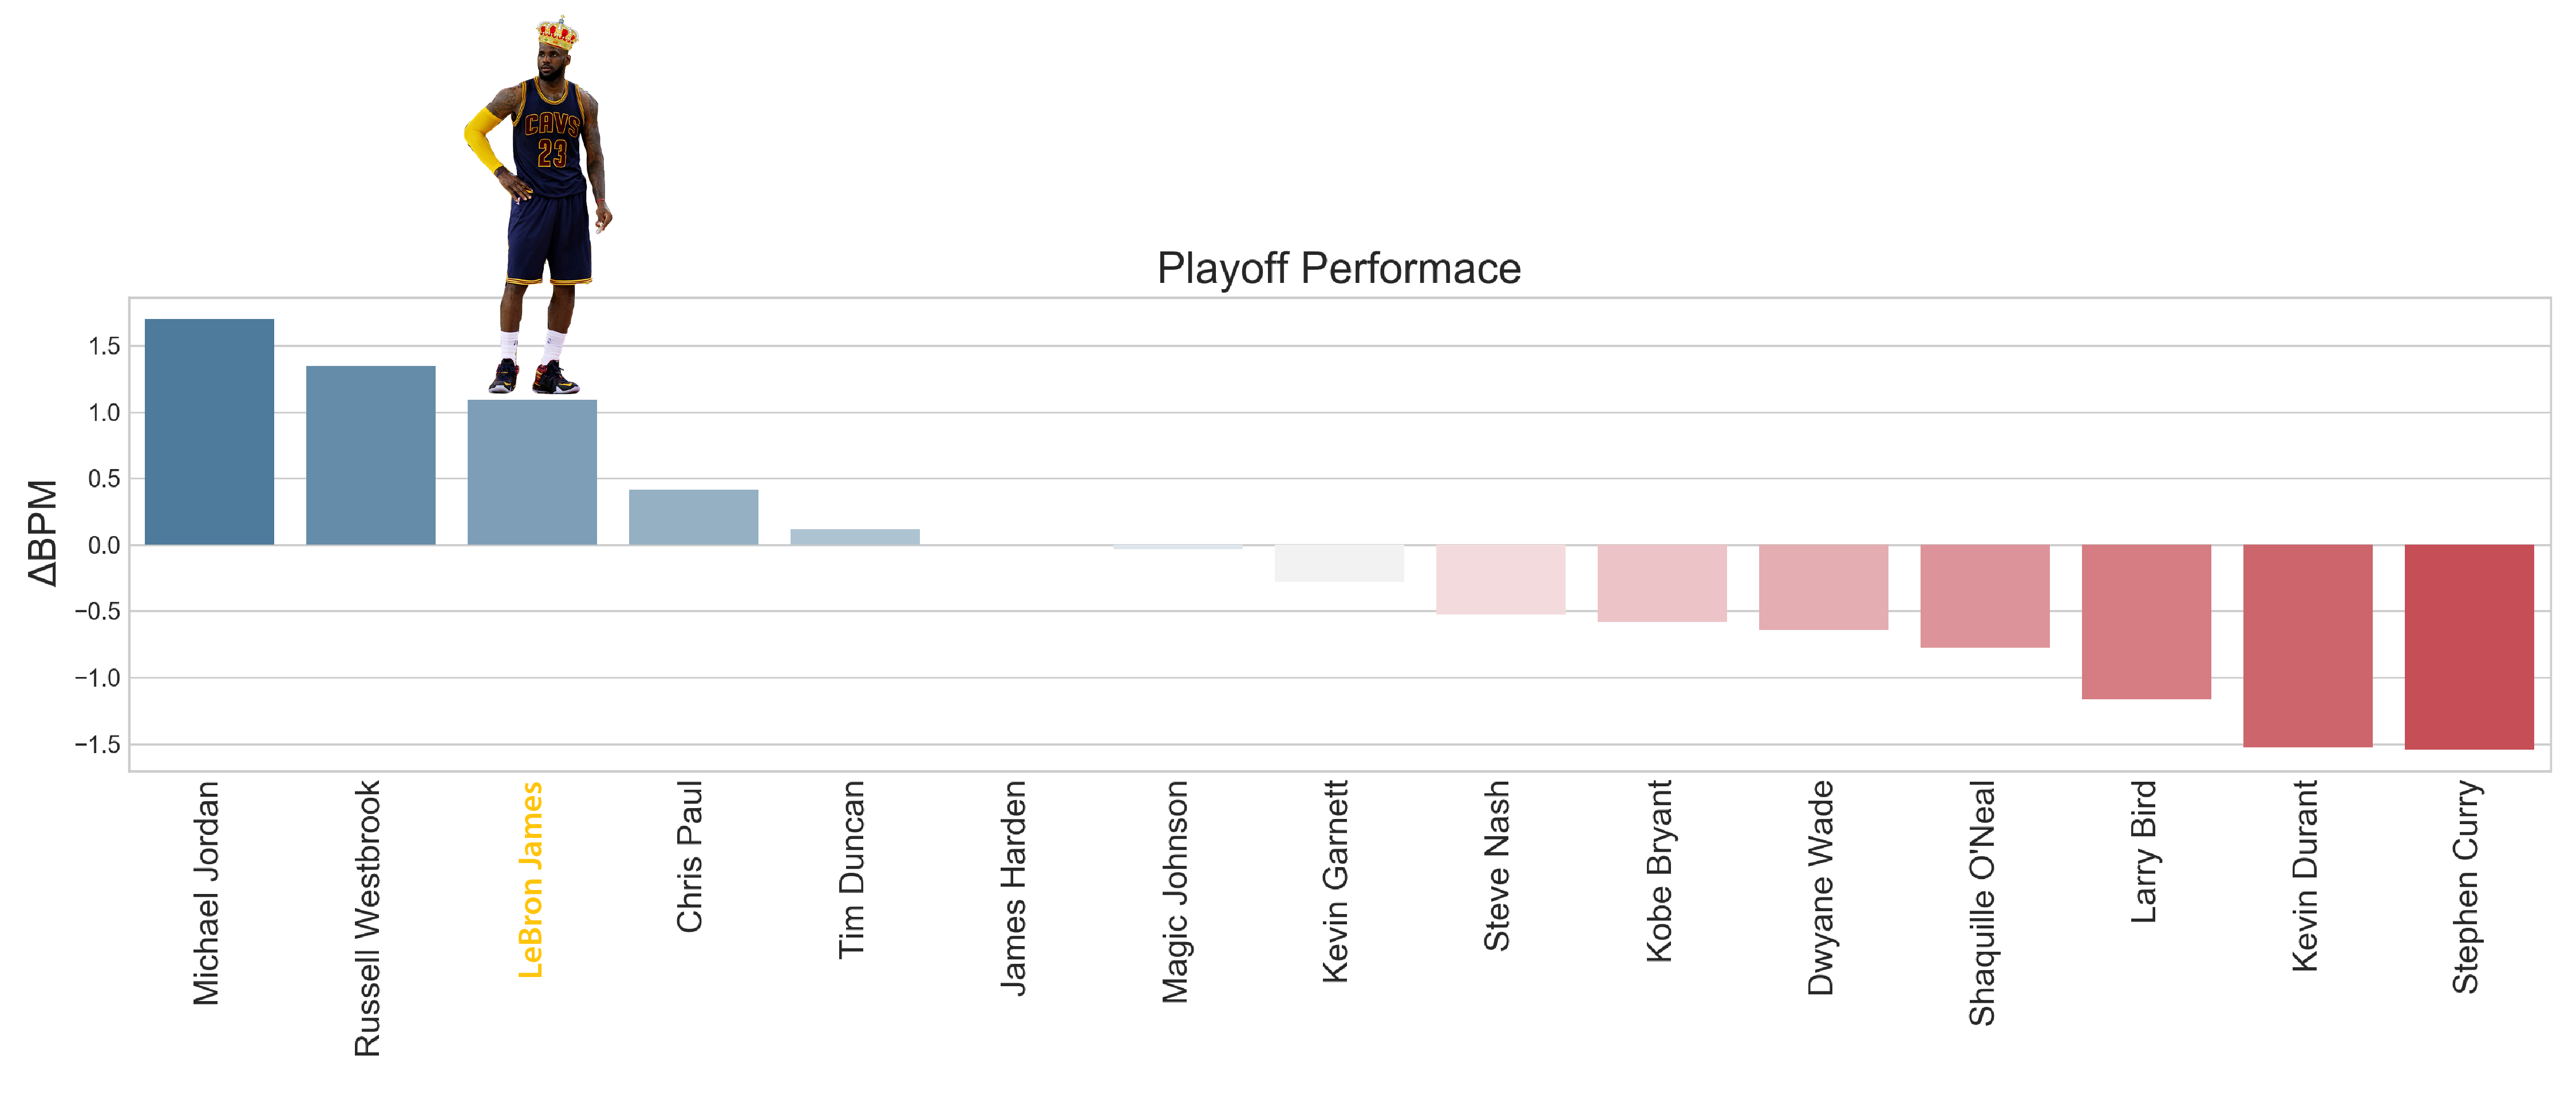 CAVS
23
Playoff Performace
ΔBPM
1.5
1.0
0.5
0.0
−0.5
−1.0
−1.5
Michael Jordan
Russell Westbrook
LeBron James
Chris Paul
Tim Duncan
James Harden
Magic Johnson
Kevin Garnett
Steve Nash
Kobe Bryant
Dwyane Wade
Shaquille O'Neal
Larry Bird
Kevin Durant
Stephen Curry